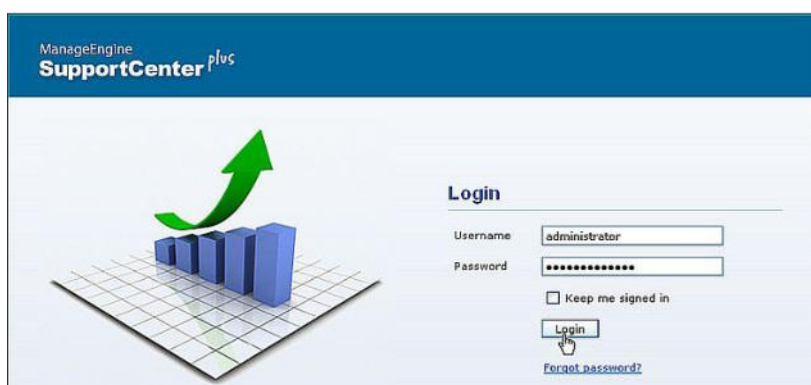 ManageEngine
SupportCenter plus
Login
Username administrator
Password •••••••••••••
Keep me signed in
Login
Forgot password?